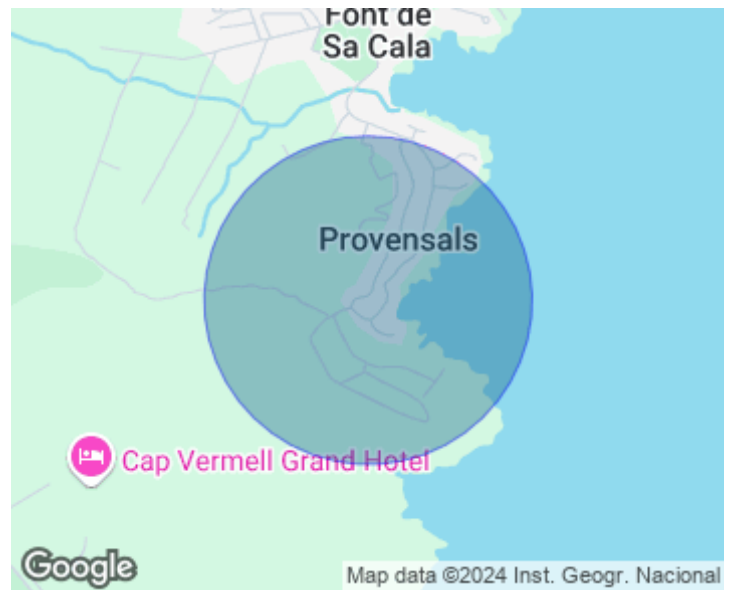 Font de
Sa Cala
Provensals
Cap Vermell Grand Hotel
Google
Map data ©2024 Inst. Geogr. Nacional